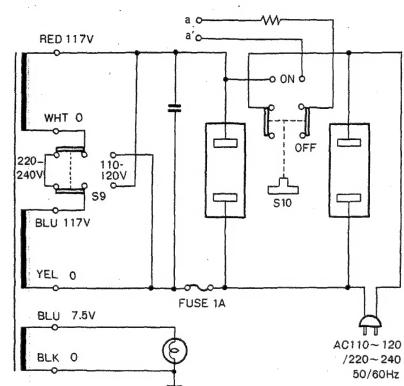 a
a'
RED 117V
ON
WHT 0
220-
240V
110-
120V
OFF
S9
S10
BLU 117V
YEL 0
FUSE 1A
BLU 7.5V
BLK 0
AC110~120
/220~240
50/60Hz